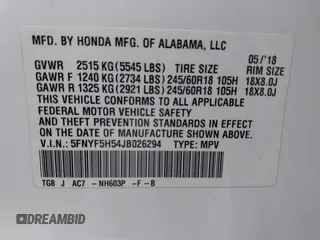 MFD. BY HONDA MFG. OF ALABAMA, LLC
05/'18
GVWR 2515 KG (5545 LBS) TIRE SIZE RIM SIZE
GAWR F 1240 KG (2734 LBS) 245/60R18 105H 18X8.0J
GAWR R 1325 KG (2921 LBS) 245/60R18 105H 18X8.0J
THIS VEHICLE CONFORMS TO ALL APPLICABLE
FEDERAL MOTOR VEHICLE SAFETY STANDARDS IN EFFECT
ON THE DATE OF MANUFACTURE SHOWN ABOVE.
V.I.N.: 5FNYF5H54JB026294 TYPE: MPV
TG8 J AC7 -NH603P -F-B
DREAMBID